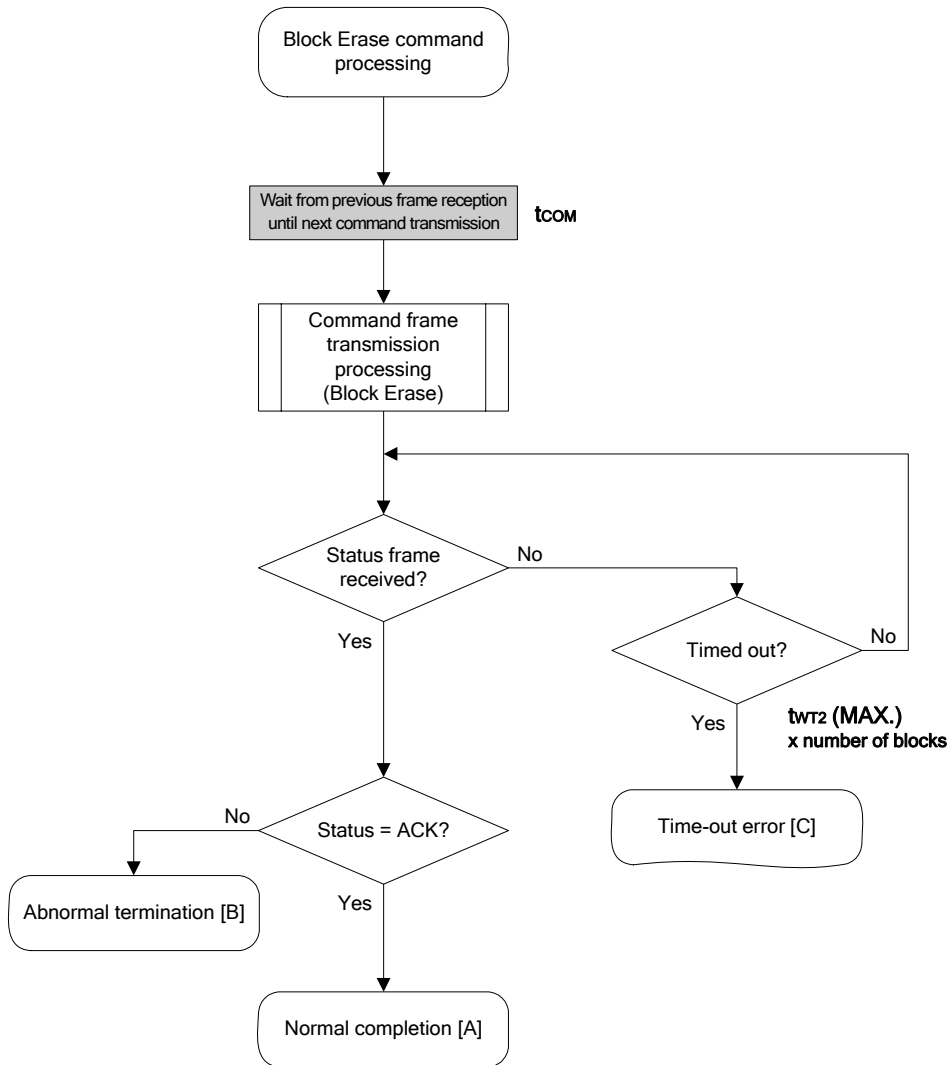 Block Erase command
processing
Wait from previous frame reception
until next command transmission
tCOM
Command frame
transmission
processing
(Block Erase)
Status frame
received?
No
Yes
Timed out?
No
Yes
tWT2 (MAX.)
x number of blocks
Time-out error [C]
Status = ACK?
No
Abnormal termination [B]
Yes
Normal completion [A]